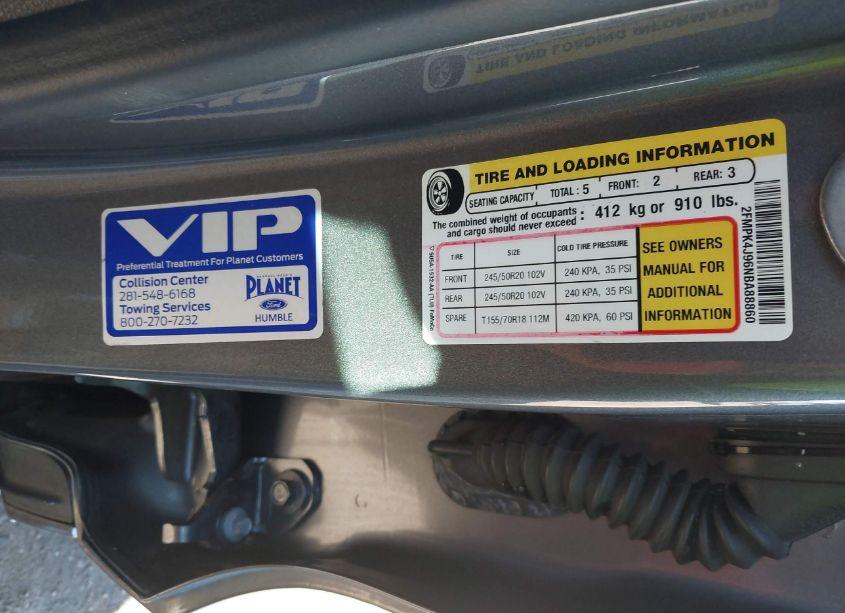 VIP
Preferential Treatment For Planet Customers
Collision Center
281-548-6168
Towing Services
800-270-7232
PLANET
Ford
HUMBLE
TIRE AND LOADING INFORMATION
SEATING CAPACITY TOTAL : 5 FRONT: 2 REAR: 3
The combined weight of occupants and cargo should never exceed : 412 kg or 910 lbs.
TIRE SIZE COLD TIRE PRESSURE
FRONT 245/50R20 102V 240 KPA, 35 PSI
REAR 245/50R20 102V 240 KPA, 35 PSI
SPARE T155/70R18 112M 420 KPA, 60 PSI
SEE OWNERS
MANUAL FOR
ADDITIONAL
INFORMATION
2FMPK4J96NBA88860
TIRE AND LOADING INFORMATION